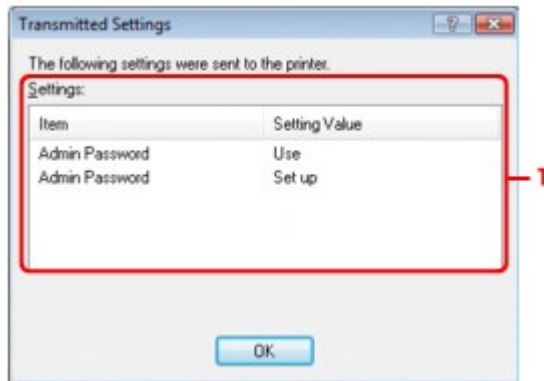 Transmitted Settings
The following settings were sent to the printer.
Settings:
Item Setting Value
Admin Password Use
Admin Password Set up
1
OK